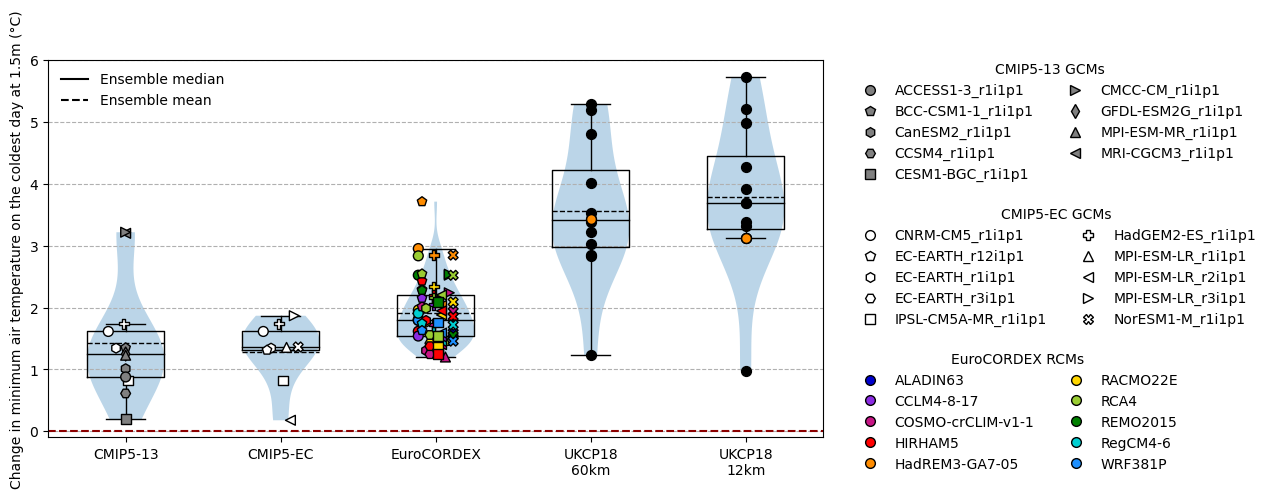 Change in minimum air temperature on the coldest day at 1.5m (°C)
6
5
4
3
2
1
0
Ensemble median
Ensemble mean
CMIP5-13
CMIP5-EC
EuroCORDEX
UKCP18
60km
UKCP18
12km
CMIP5-13 GCMs
ACCESS1-3_r1i1p1
BCC-CSM1-1_r1i1p1
CanESM2_r1i1p1
CCSM4_r1i1p1
CESM1-BGC_r1i1p1
CMCC-CM_r1i1p1
GFDL-ESM2G_r1i1p1
MPI-ESM-MR_r1i1p1
MRI-CGCM3_r1i1p1
CMIP5-EC GCMs
CNRM-CM5_r1i1p1
EC-EARTH_r12i1p1
EC-EARTH_r1i1p1
EC-EARTH_r3i1p1
IPSL-CM5A-MR_r1i1p1
HadGEM2-ES_r1i1p1
MPI-ESM-LR_r1i1p1
MPI-ESM-LR_r2i1p1
MPI-ESM-LR_r3i1p1
NorESM1-M_r1i1p1
EuroCORDEX RCMs
ALADIN63
CCLM4-8-17
COSMO-crCLIM-v1-1
HIRHAM5
HadREM3-GA7-05
RACMO22E
RCA4
REMO2015
RegCM4-6
WRF381P